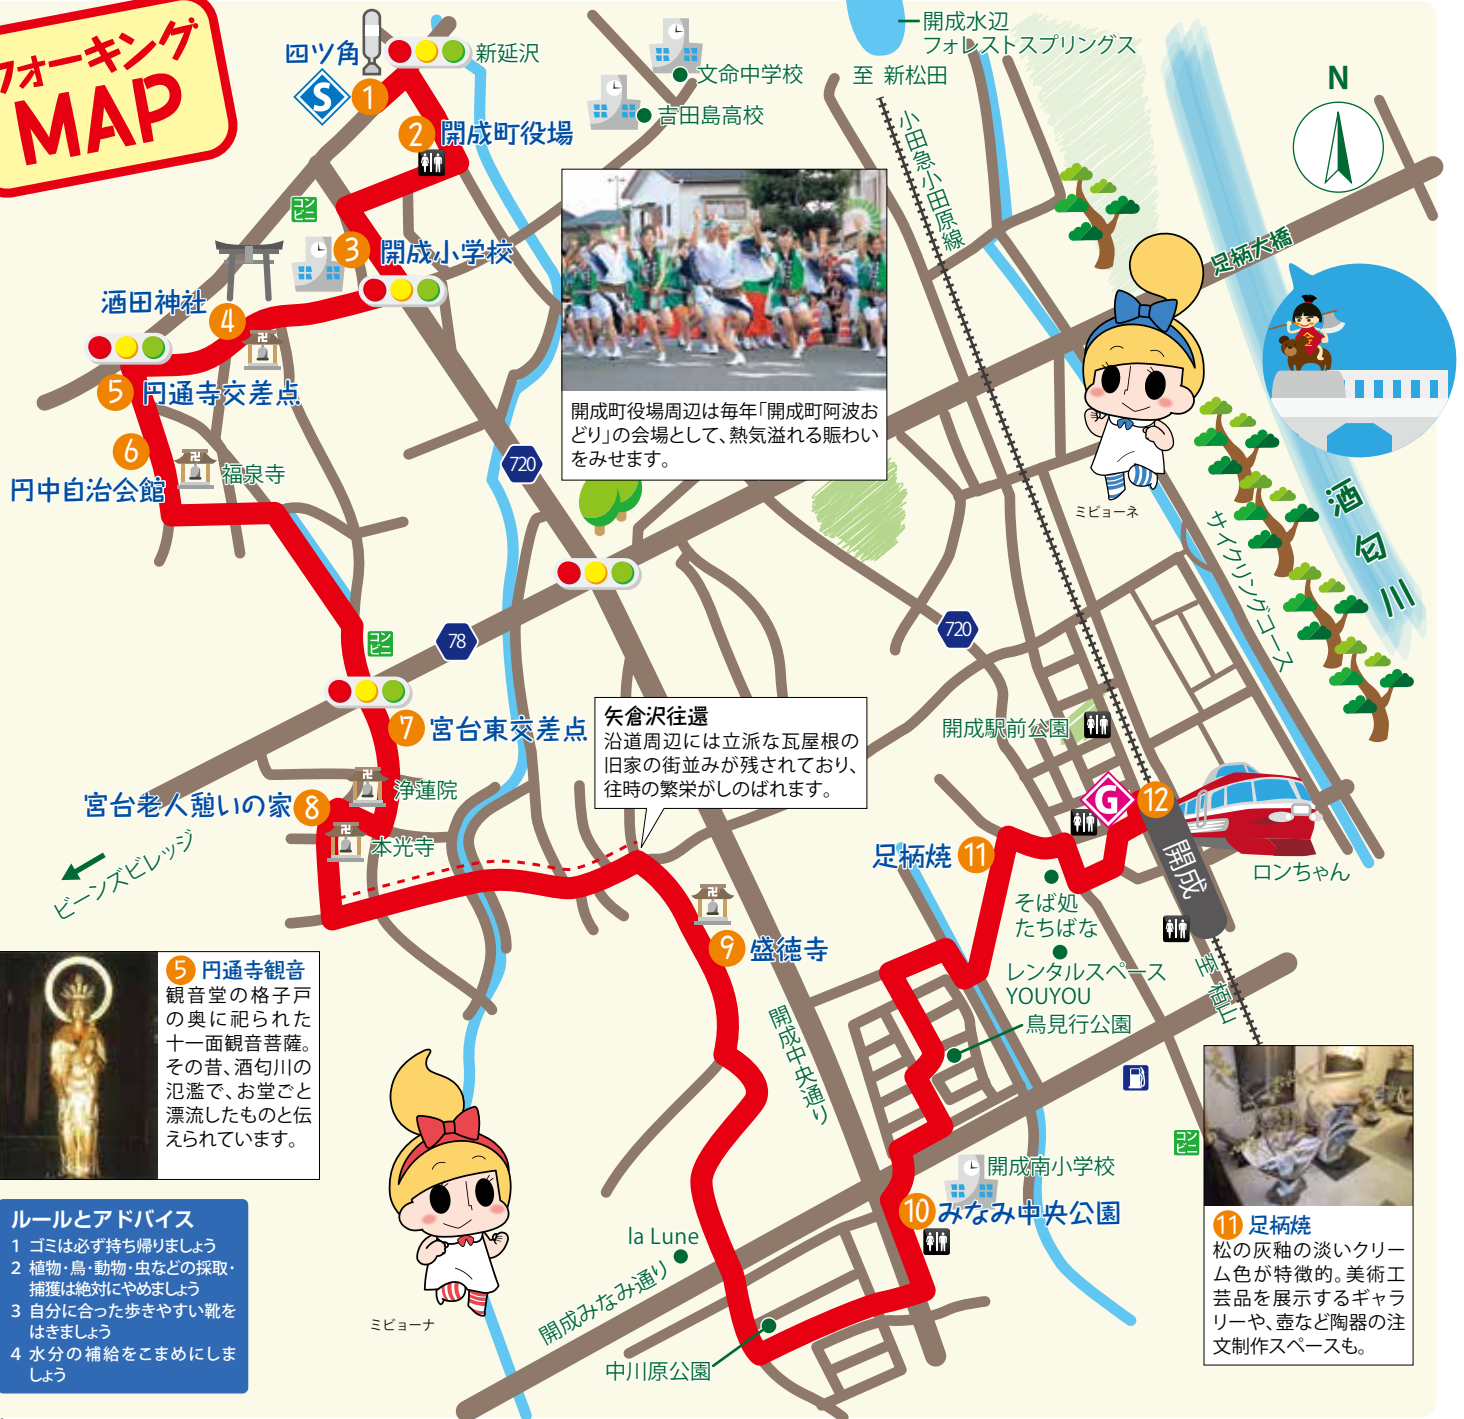 フォーキング
MAP
四ツ角
S
1
新延沢
2 開成町役場
コンビニ
3 開成小学校
酒田神社
4
5 円通寺交差点
6
円中自治会館
福泉寺
文命中学校
吉田島高校
開成水辺
フォレストスプリングス
至 新松田
小田急小田原線
N
足柄大橋
金
酒匂川
サイクリングコース
ミビョーネ
開成町役場周辺は毎年「開成町阿波お
どり」の会場として、熱気溢れる賑わい
をみせます。
720
78
720
コンビニ
7 宮台東交差点
浄蓮院
宮台老人憩いの家 8
本光寺
ビーンズビレッジ
矢倉沢往還
沿道周辺には立派な瓦屋根の
旧家の街並みが残されており、
往時の繁栄がしのばれます。
開成駅前公園
G
12
開成
ロンちゃん
足柄焼 11
そば処
たちばな
レンタルスペース
YOUYOU
鳥見行公園
至 栢山
9 盛徳寺
開成中央通り
開成南小学校
10 みなみ中央公園
コンビニ
la Lune
開成みなみ通り
中川原公園
ミビョーナ
5 円通寺観音
観音堂の格子戸
の奥に祀られた
十一面観音菩薩。
その昔、酒匂川の
氾濫で、お堂ごと
漂流したものと伝
えられています。
ルールとアドバイス
1 ゴミは必ず持ち帰りましょう
2 植物・鳥・動物・虫などの採取・
捕獲は絶対にやめましょう
3 自分に合った歩きやすい靴を
はきましょう
4 水分の補給をこまめにしま
しょう
11 足柄焼
松の灰釉の淡いクリー
ム色が特徴的。美術工
芸品を展示するギャラ
リーや、壺など陶器の注
文制作スペースも。